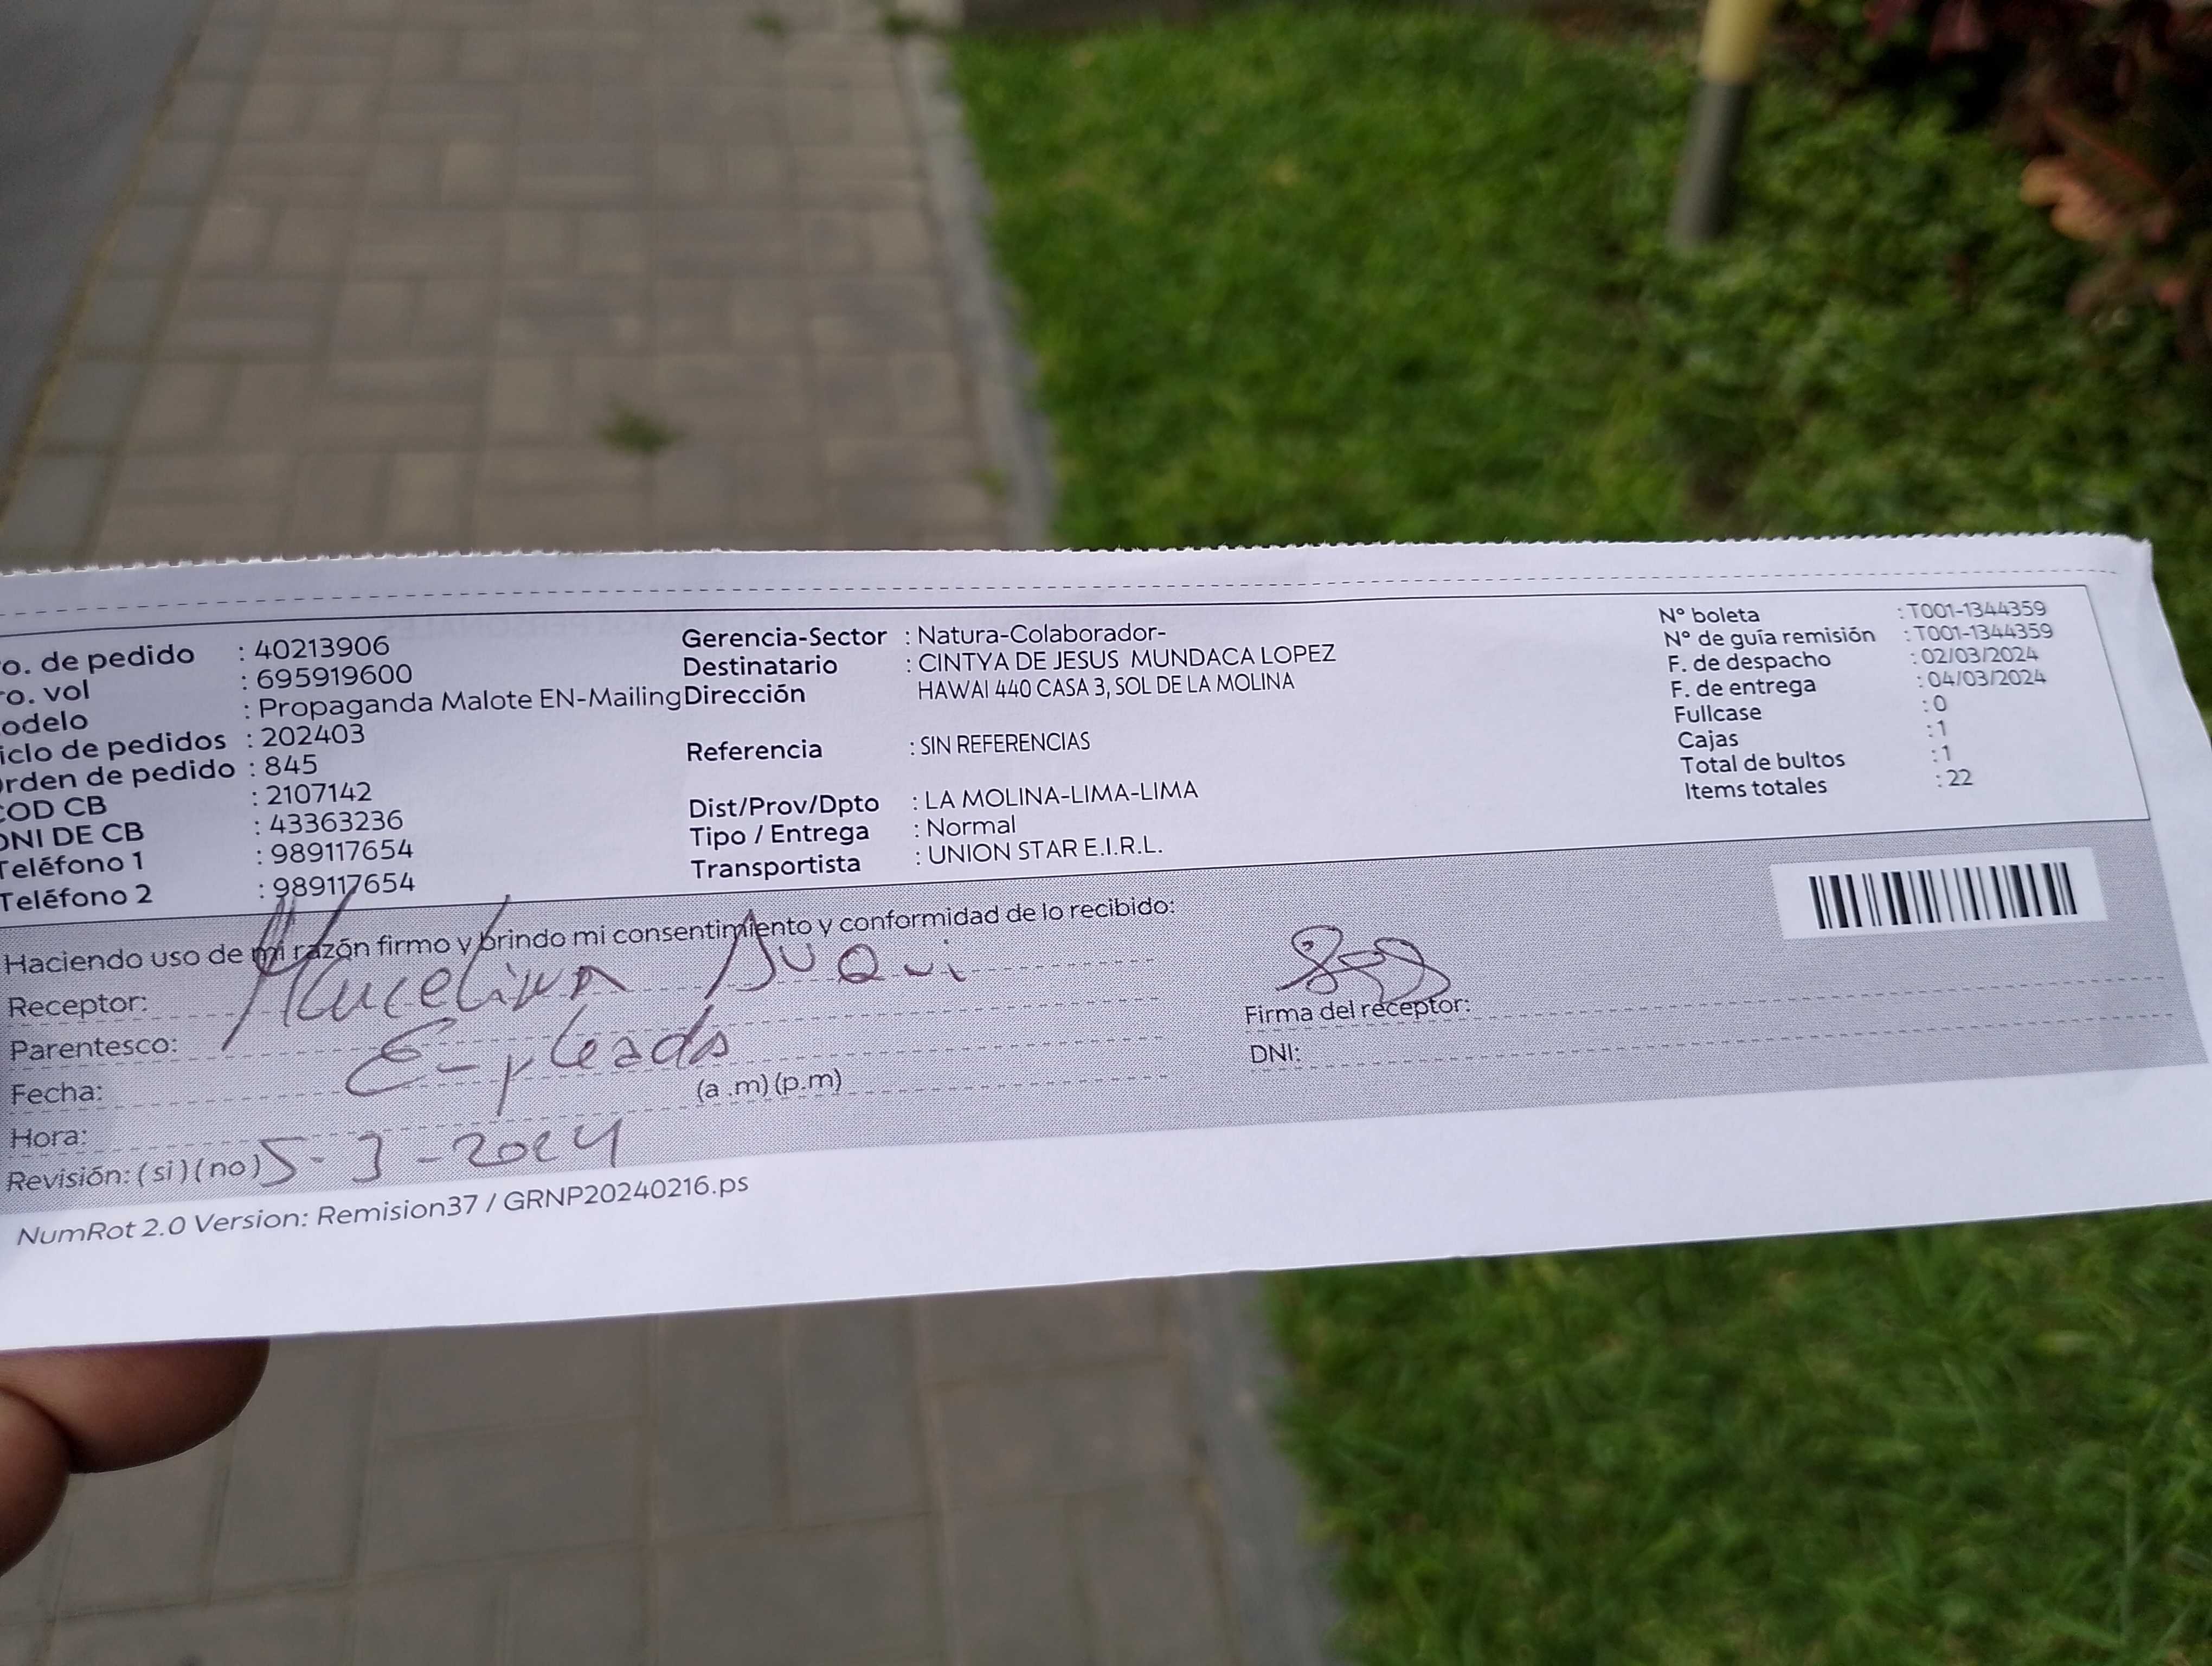 o. de pedido : 40213906
ro. vol : 695919600
odelo : Propaganda Malote EN-Mailing
iclo de pedidos : 202403
rden de pedido : 845
COD CB : 2107142
DNI DE CB : 43363236
Teléfono 1 : 989117654
Teléfono 2 : 989117654
Gerencia-Sector : Natura-Colaborador-
Destinatario : CINTYA DE JESUS MUNDACA LOPEZ
Dirección HAWAI 440 CASA 3, SOL DE LA MOLINA
Referencia : SIN REFERENCIAS
Dist/Prov/Dpto : LA MOLINA-LIMA-LIMA
Tipo / Entrega : Normal
Transportista : UNION STAR E.I.R.L.
N° boleta : T001-1344359
N° de guía remisión : T001-1344359
F. de despacho : 02/03/2024
F. de entrega : 04/03/2024
Fullcase : 0
Cajas : 1
Total de bultos : 1
Items totales : 22
Haciendo uso de mi razón firmo y brindo mi consentimiento y conformidad de lo recibido:
Receptor:
Parentesco: Empleada
Fecha:
Hora: (a .m) (p.m)
Revisión: (si) (no) 5-3-2024
Firma del receptor:
DNI:
NumRot 2.0 Version: Remision37 / GRNP20240216.ps